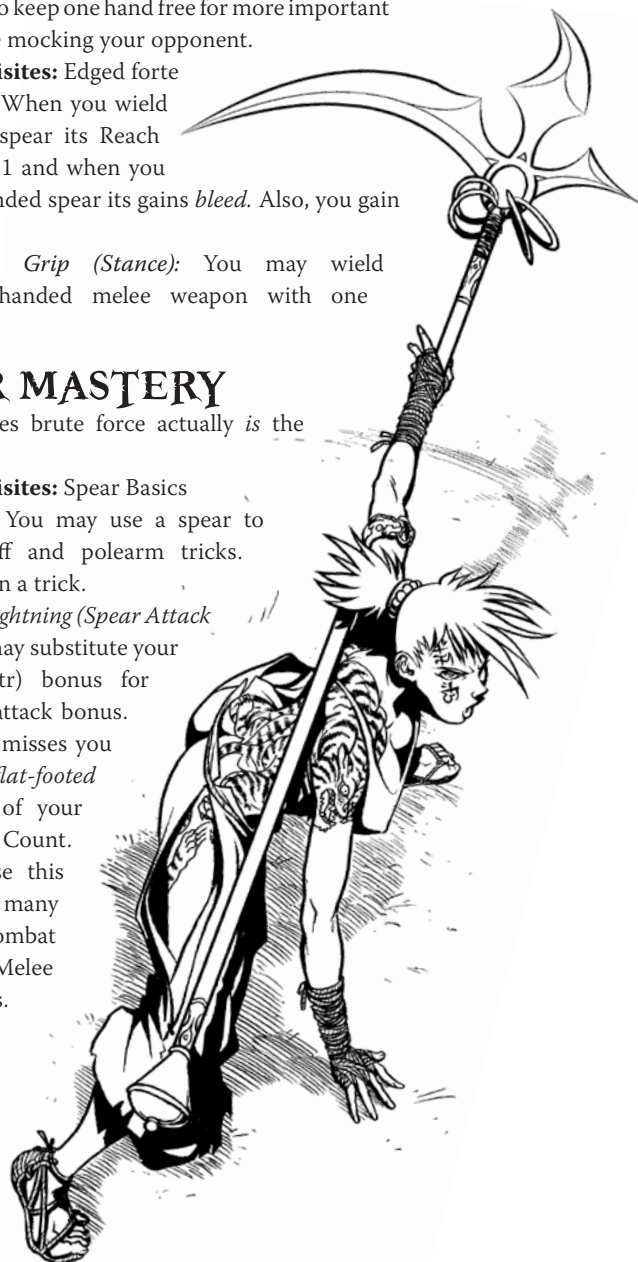 o keep one hand free for more important
e mocking your opponent.
isites: Edged forte
When you wield
spear its Reach
1 and when you
nded spear its gains bleed. Also, you gain
Grip (Stance): You may wield
handed melee weapon with one
R MASTERY
es brute force actually is the
isites: Spear Basics
You may use a spear to
ff and polearm tricks.
n a trick.
ghtning (Spear Attack
may substitute your
tr) bonus for
attack bonus.
misses you
flat-footed
of your
Count.
se this
many
ombat
Melee
s.